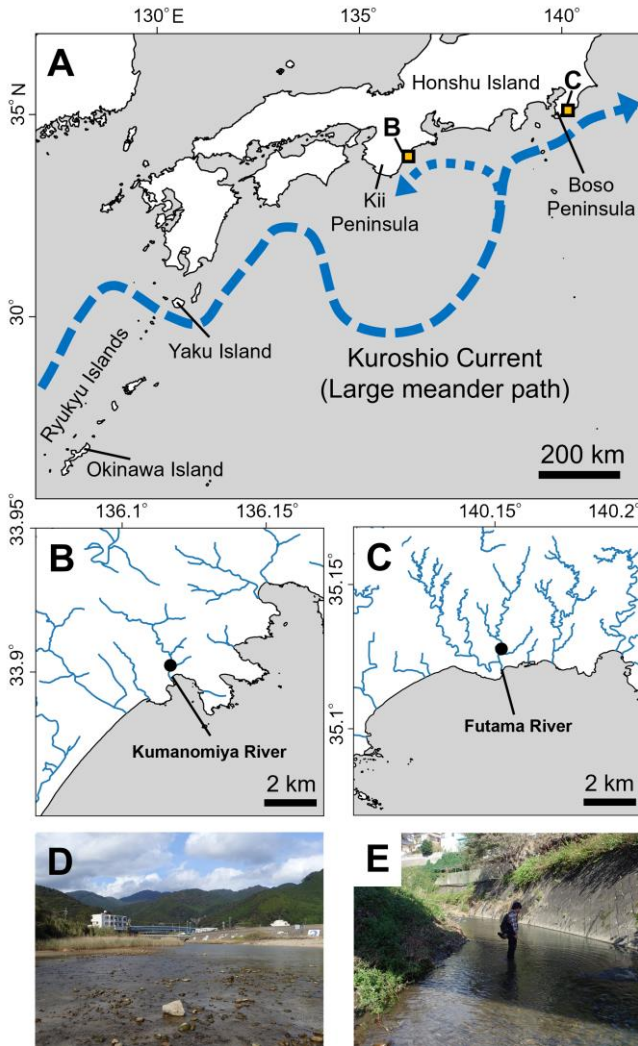 130°E
135°
140°
A
35°N
30°
Honshu Island
C
B
Kii
Peninsula
Boso
Peninsula
Yaku Island
Ryukyu Islands
Okinawa Island
Kuroshio Current
(Large meander path)
200 km
136.1°
136.15°
33.95°
33.9°
B
Kumanomiya River
2 km
140.15°
140.2°
35.15°
35.1°
C
Futama River
2 km
D
E